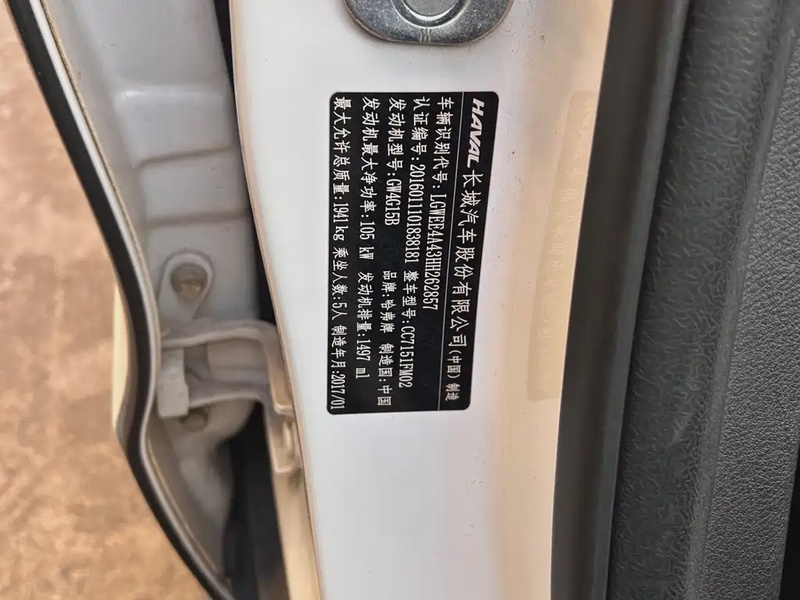 HAVAL 长城汽车股份有限公司(中国) 制造
车辆识别代号: LGWEE4A43HH262857
认证编号: 2016011101838181 整车型号: CC7151FM02
发动机型号: GW4G15B 品牌: 哈弗牌 制造国: 中国
发动机最大净功率: 105 kW 发动机排量: 1497 ml
最大允许总质量: 1941kg 乘坐人数: 5人 制造年月: 2017/01